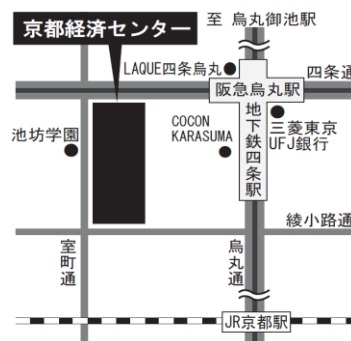 至 烏丸御池駅
京都経済センター
LAQUE四条烏丸
四条通
阪急烏丸駅
地下鉄四条駅
COCON
KARASUMA
三菱東京
UFJ銀行
池坊学園
綾小路通
室町通
烏丸通
JR京都駅